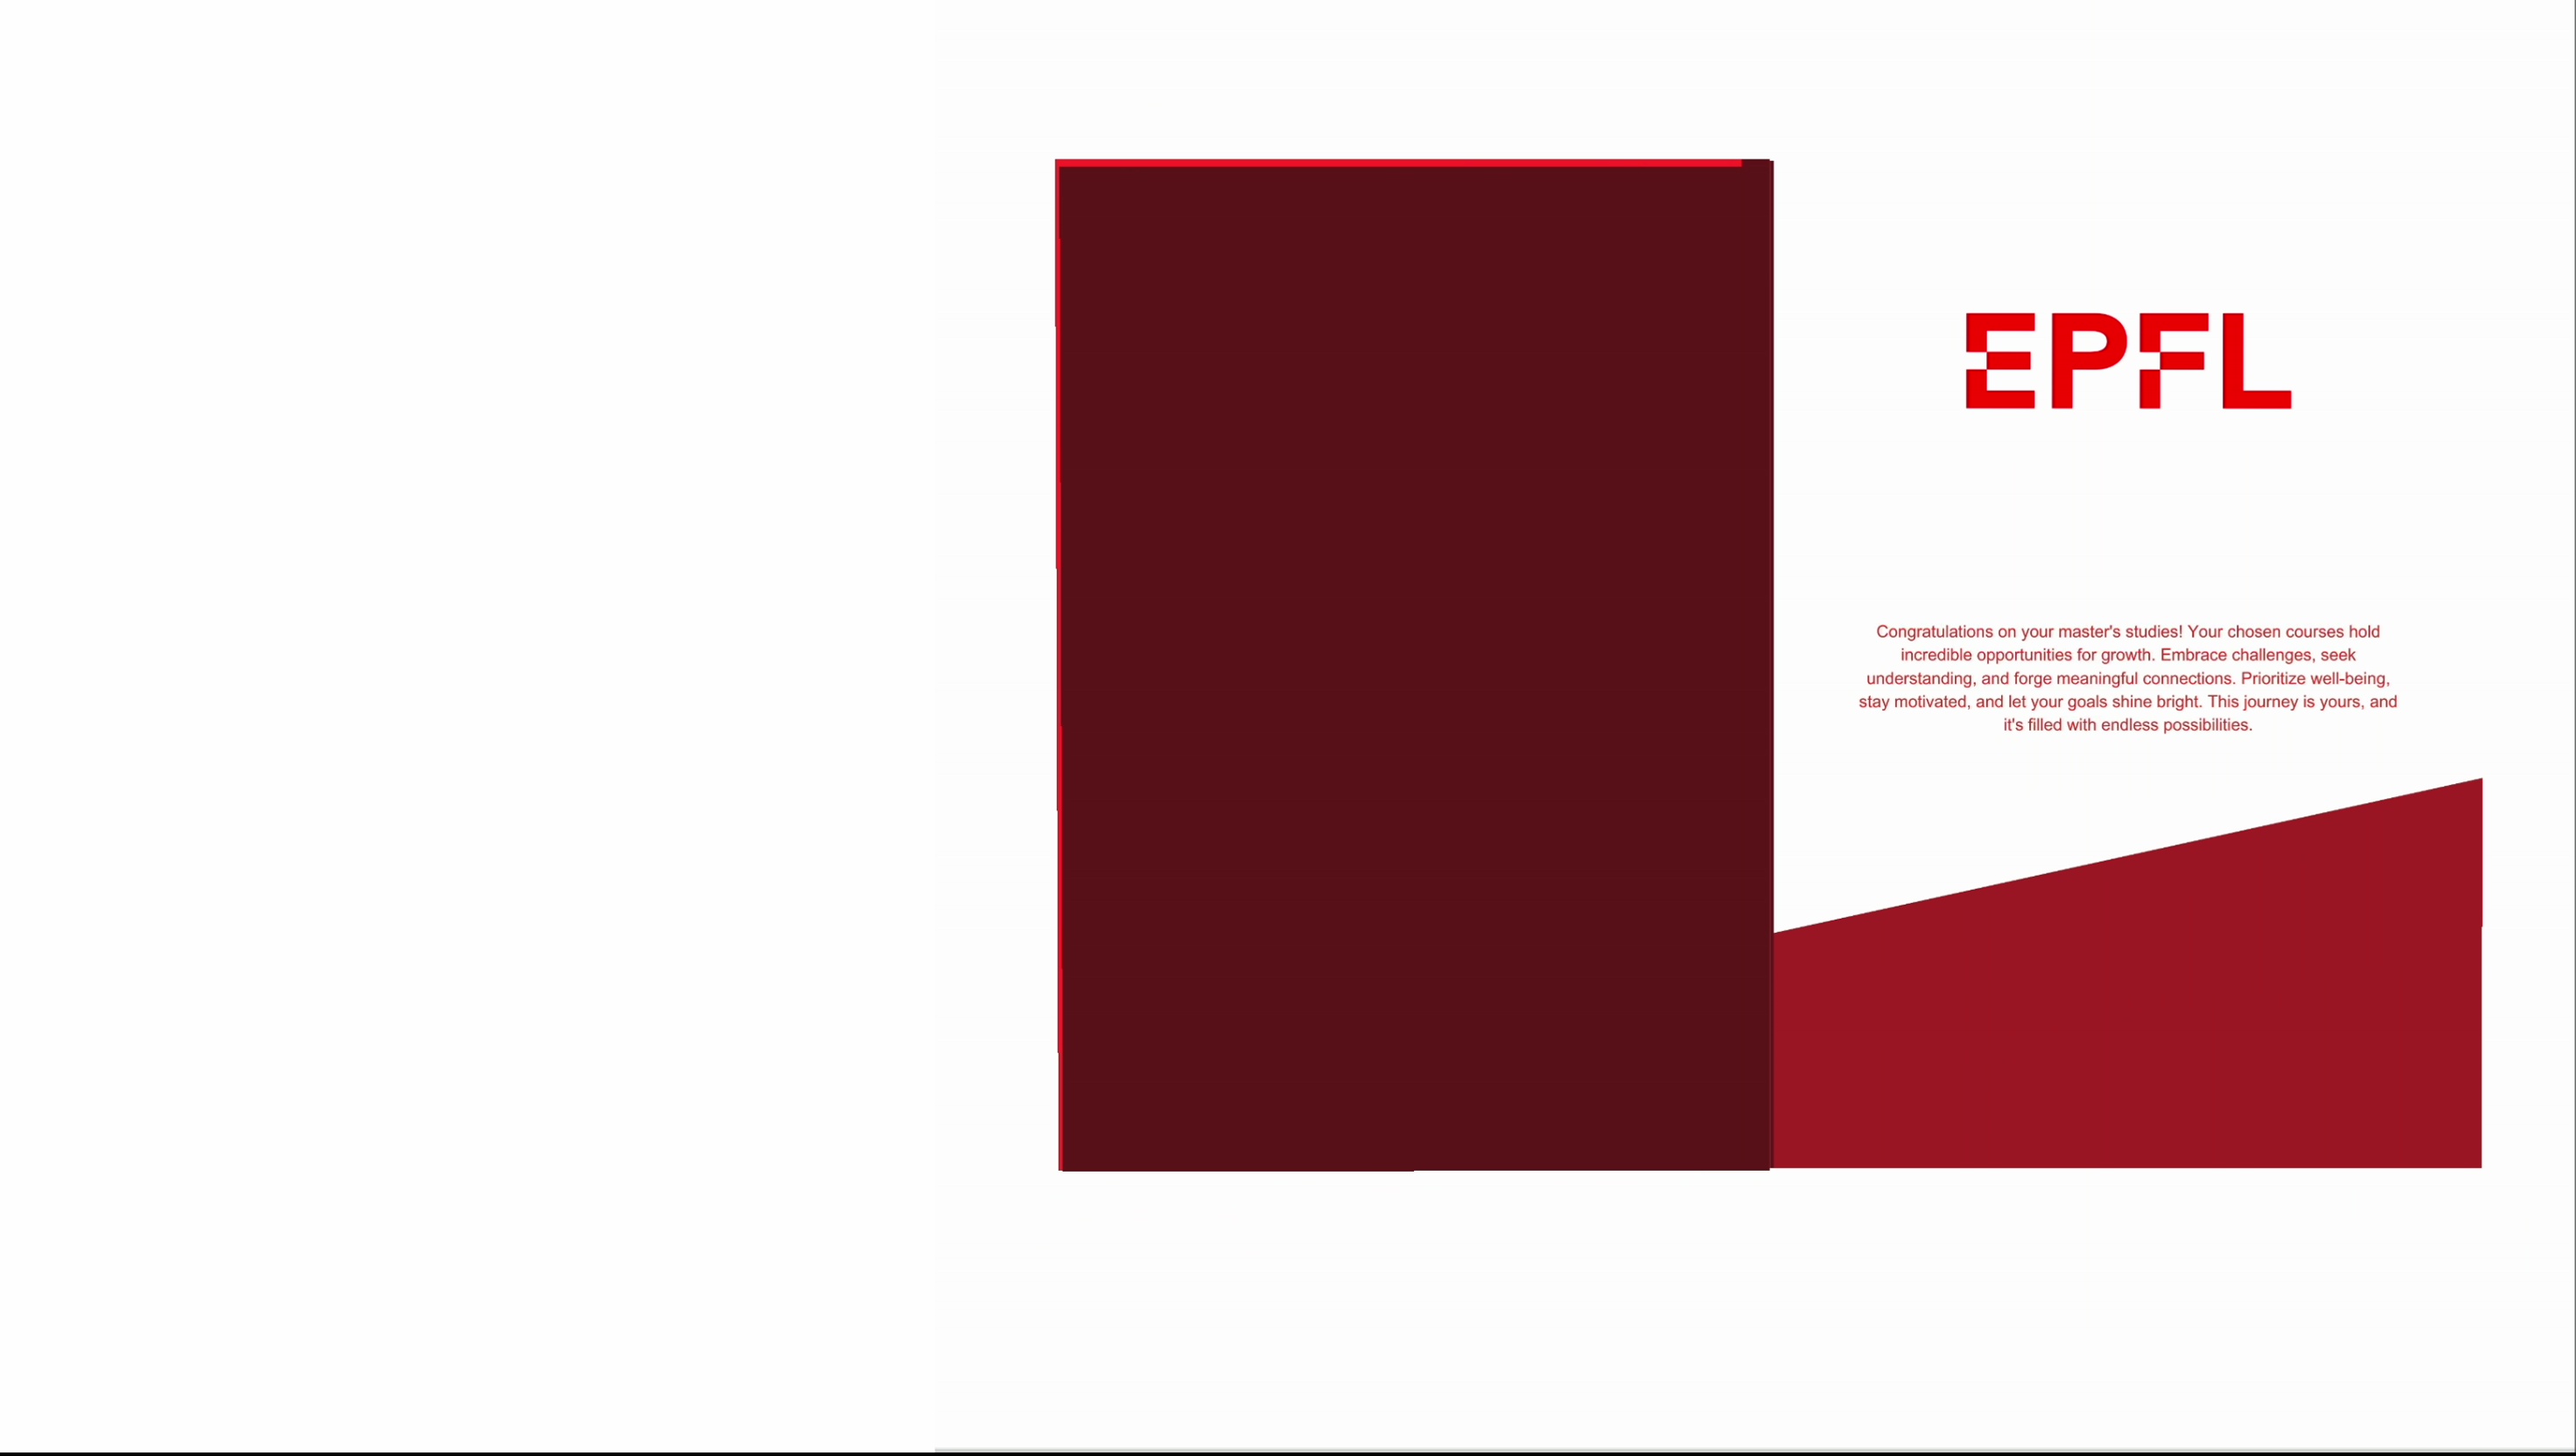 EPFL
Congratulations on your master's studies! Your chosen courses hold
incredible opportunities for growth. Embrace challenges, seek
understanding, and forge meaningful connections. Prioritize well-being,
stay motivated, and let your goals shine bright. This journey is yours, and
it's filled with endless possibilities.